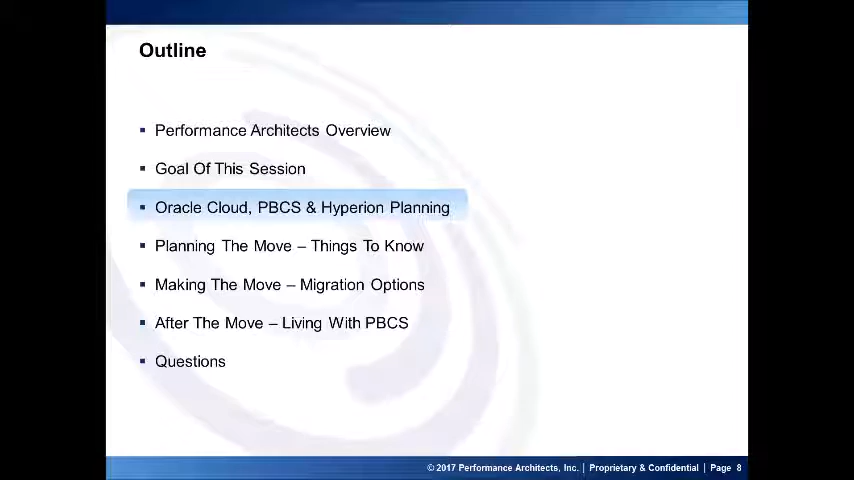 Outline
▪ Performance Architects Overview
▪ Goal Of This Session
▪ Oracle Cloud, PBCS & Hyperion Planning
▪ Planning The Move – Things To Know
▪ Making The Move – Migration Options
▪ After The Move – Living With PBCS
▪ Questions
© 2017 Performance Architects, Inc. | Proprietary & Confidential | Page 8